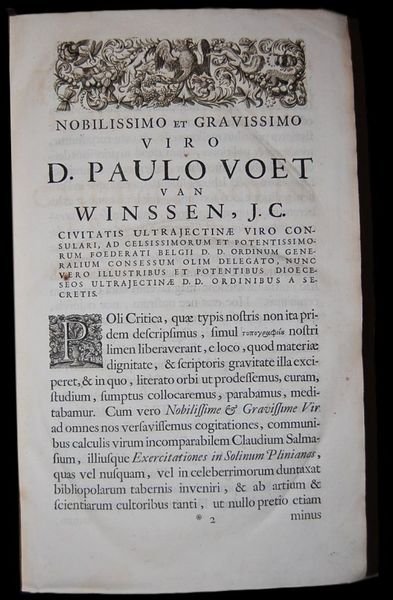 NOBILISSIMO ET GRAVISSIMO
VIRO
D. PAULO VOET
VAN
WINSSEN, J.C.
CIVITATIS ULTRAJECTINÆ VIRO CON-
SULARI, AD CELSISSIMORUM ET POTENTISSIMO-
RUM FOEDERATI BELGII D. D. ORDINUM GENE-
RALIUM CONSESSUM OLIM DELEGATO, NUNC
VERO ILLUSTRIBUS ET POTENTIBUS DIOECE-
SEOS ULTRAJECTINÆ D.D. ORDINIBUS A SE-
CRETIS.
POli Critica, quæ typis nostris non ita pri-
dem descripsimus, simul τυπογραφεῖα nostri
limen liberaverant, e loco, quod materiæ
dignitate, & scriptoris gravitate illa exci-
peret, & in quo, literato orbi ut prodessemus, curam,
studium, sumptus collocaremus, parabamus, medi-
tabamur. Cum vero Nobilissime & Gravissime Vir
ad omnes nos versavissemus cogitationes, communi-
bus calculis virum incomparabilem Claudium Salma-
sium, illiusque Exercitationes in Solinum Plinianas,
quas vel nusquam, vel in celeberrimorum duntaxat
bibliopolarum tabernis inveniri, & ab artium &
scientiarum cultoribus tanti, ut nullo pretio etiam
* 2 minus